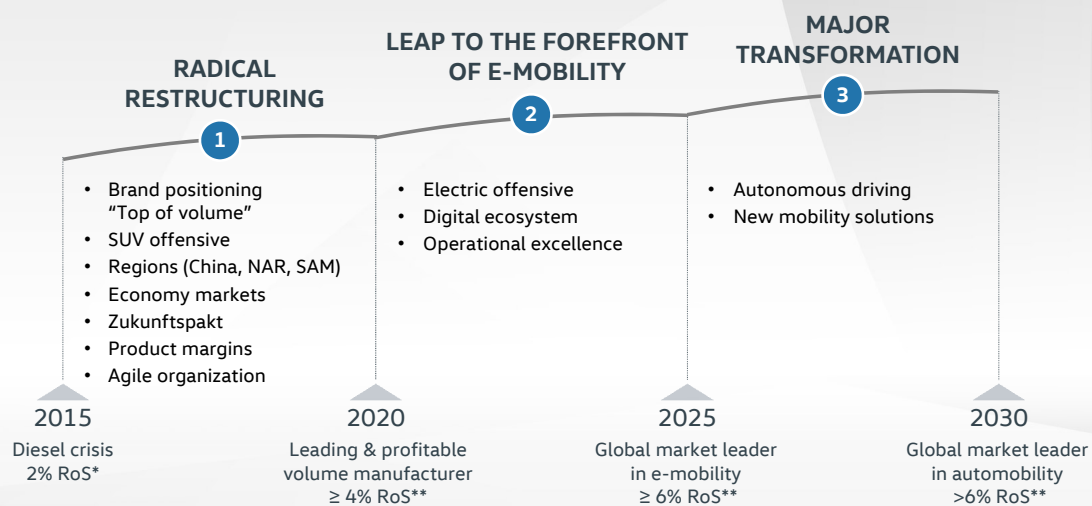 RADICAL
RESTRUCTURING
1
LEAP TO THE FOREFRONT
OF E-MOBILITY
2
MAJOR
TRANSFORMATION
3
• Brand positioning
“Top of volume”
• SUV offensive
• Regions (China, NAR, SAM)
• Economy markets
• Zukunftspakt
• Product margins
• Agile organization
• Electric offensive
• Digital ecosystem
• Operational excellence
• Autonomous driving
• New mobility solutions
2015
Diesel crisis
2% RoS*
2020
Leading & profitable
volume manufacturer
≥ 4% RoS**
2025
Global market leader
in e-mobility
≥ 6% RoS**
2030
Global market leader
in automobility
>6% RoS**